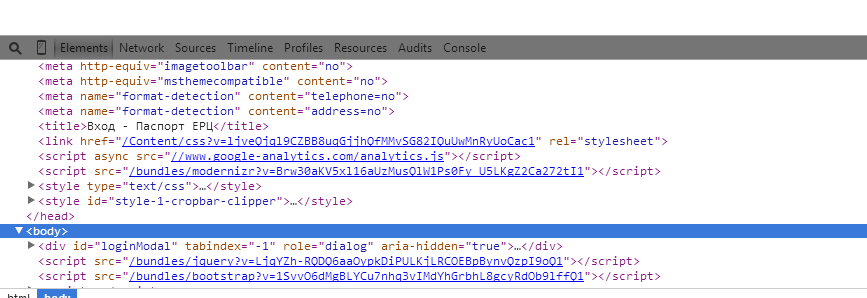 Elements Network Sources Timeline Profiles Resources Audits Console
<meta http-equiv="imagetoolbar" content="no">
<meta http-equiv="msthemecompatible" content="no">
<meta name="format-detection" content="telephone=no">
<meta name="format-detection" content="address=no">
<title>Вход - Паспорт ЕРЦ</title>
<link href="/Content/css?v=ljveQjql9CZBB8uqGjjhQfMMvSG82IQuUwMnRyUoCac1" rel="stylesheet">
<script async src="//www.google-analytics.com/analytics.js"></script>
<script src="/bundles/modernizr?v=Brw30aKV5xl16aUzMusQlW1Ps0Fy_U5LKgZ2Ca272tI1"></script>
<style type="text/css">…</style>
<style id="style-1-cropbar-clipper">…</style>
</head>
<body>
<div id="loginModal" tabindex="-1" role="dialog" aria-hidden="true">…</div>
<script src="/bundles/jquery?v=LjqYZh-RQDQ6aaOvpkDiPULKjLRCOEBpBynvOzpI9oQ1"></script>
<script src="/bundles/bootstrap?v=1SvvO6dMgBLYCu7nhq3vIMdYhGrbhL8gcyRdOb9lffQ1"></script>
html body